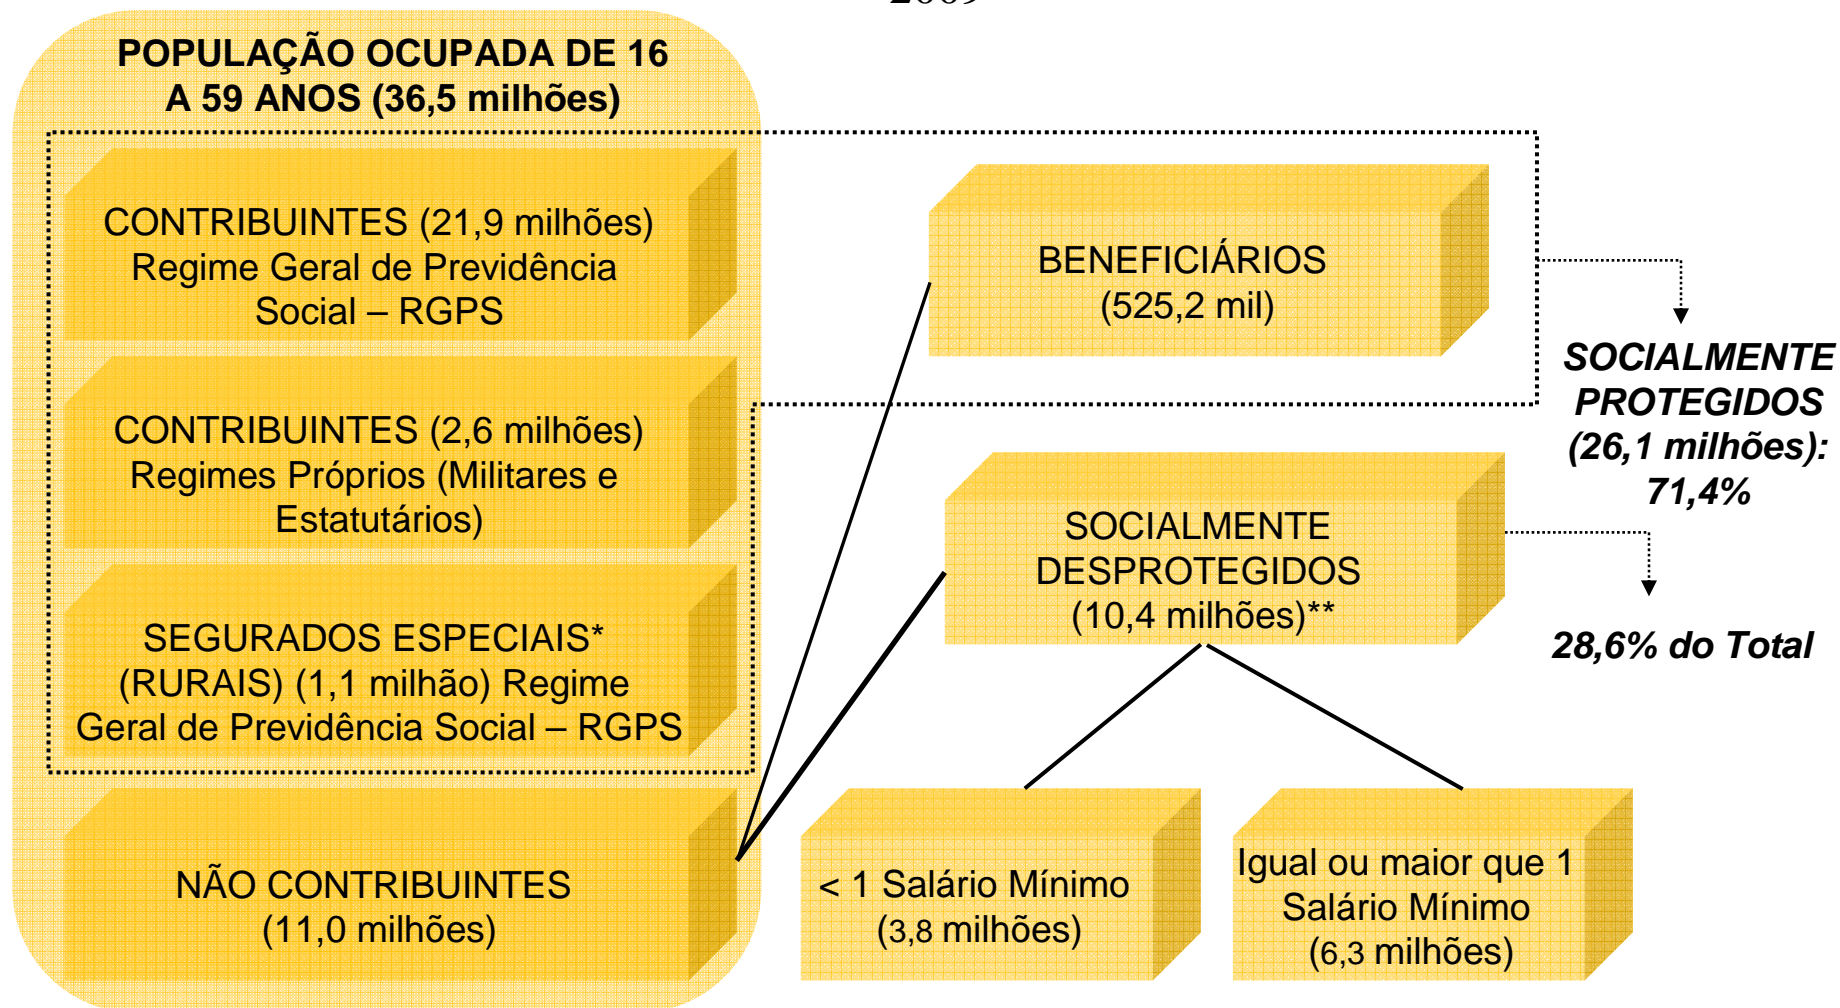 POPULAÇÃO OCUPADA DE 16
A 59 ANOS (36,5 milhões)
CONTRIBUINTES (21,9 milhões)
Regime Geral de Previdência
Social – RGPS
CONTRIBUINTES (2,6 milhões)
Regimes Próprios (Militares e
Estatutários)
SEGURADOS ESPECIAIS*
(RURAIS) (1,1 milhão) Regime
Geral de Previdência Social – RGPS
NÃO CONTRIBUINTES
(11,0 milhões)
BENEFICIÁRIOS
(525,2 mil)
SOCIALMENTE
DESPROTEGIDOS
(10,4 milhões)**
< 1 Salário Mínimo
(3,8 milhões)
Igual ou maior que 1
Salário Mínimo
(6,3 milhões)
SOCIALMENTE
PROTEGIDOS
(26,1 milhões):
71,4%
28,6% do Total